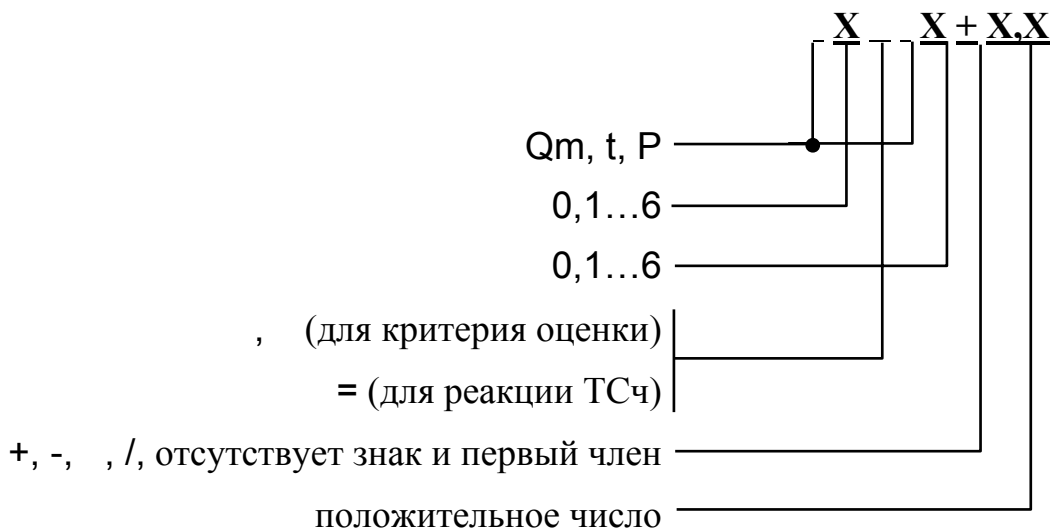 X X + X,X
Qm, t, P
0,1…6
0,1…6
, (для критерия оценки)
= (для реакции ТСч)
+, -, , /, отсутствует знак и первый член
положительное число